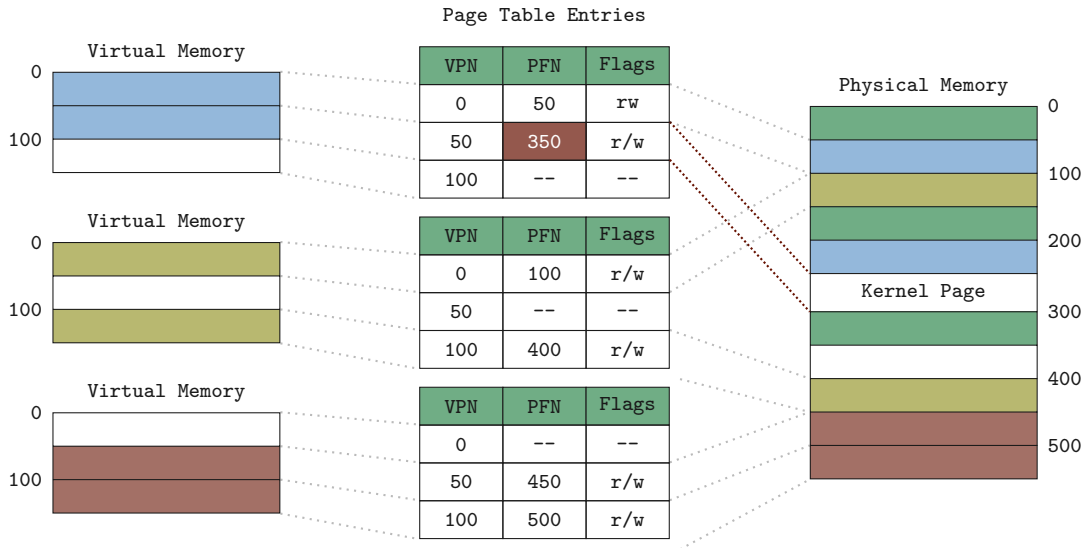 Page Table Entries
Virtual Memory
0
100
VPN PFN Flags
0 50 rw
50 350 r/w
100 -- --
Virtual Memory
0
100
VPN PFN Flags
0 100 r/w
50 -- --
100 400 r/w
Virtual Memory
0
100
VPN PFN Flags
0 -- --
50 450 r/w
100 500 r/w
Physical Memory
0
100
200
Kernel Page
300
400
500